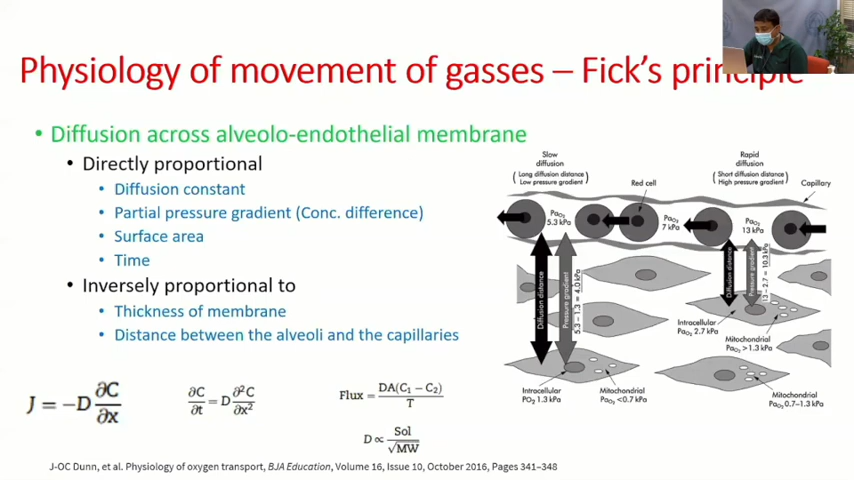 Physiology of movement of gasses – Fick's principle
• Diffusion across alveolo-endothelial membrane
• Directly proportional
• Diffusion constant
• Partial pressure gradient (Conc. difference)
• Surface area
• Time
• Inversely proportional to
• Thickness of membrane
• Distance between the alveoli and the capillaries
J = −D ∂C/∂x
∂C/∂t = D ∂²C/∂x²
Flux = DA(C₁ − C₂)/T
D ∝ Sol/√MW
Slow
diffusion
( Long diffusion distance
Low pressure gradient )
Red cell
Rapid
diffusion
( Short diffusion distance
High pressure gradient )
Capillary
PaO₂
5.3 kPa
PaO₂
7 kPa
PaO₂
13 kPa
Diffusion distance
Pressure gradient
5.3 − 1.3 = 4.0 kPa
Diffusion distance
Pressure gradient
13 − 2.7 = 10.3 kPa
Intracellular
PaO₂ 2.7 kPa
Mitochondrial
PaO₂ >1.3 kPa
Intracellular
PO2 1.3 kPa
Mitochondrial
PaO₂ <0.7 kPa
Mitochondrial
PaO₂ 0.7–1.3 kPa
J-OC Dunn, et al. Physiology of oxygen transport, BJA Education, Volume 16, Issue 10, October 2016, Pages 341–348